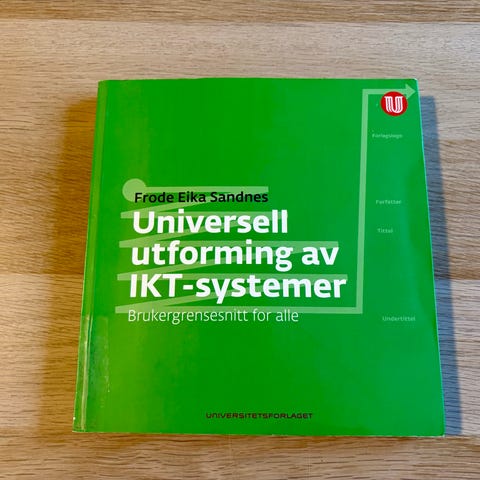 U
Forlagslogo
Frode Eika Sandnes
Forfatter
Universell
Tittel
utforming av
IKT-systemer
Brukergrensesnitt for alle
Undertittel
UNIVERSITETSFORLAGET